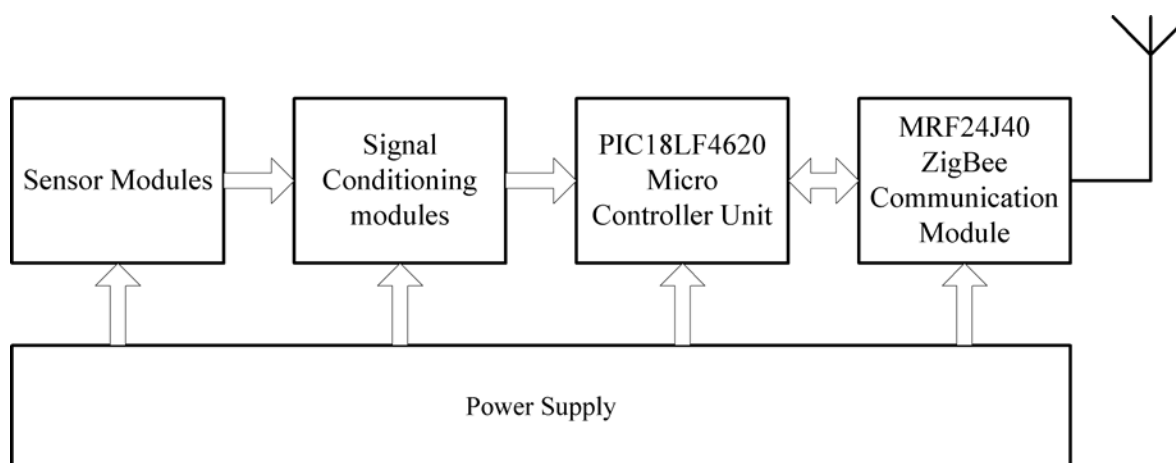 Sensor Modules
Signal
Conditioning
modules
PIC18LF4620
Micro
Controller Unit
MRF24J40
ZigBee
Communication
Module
Power Supply